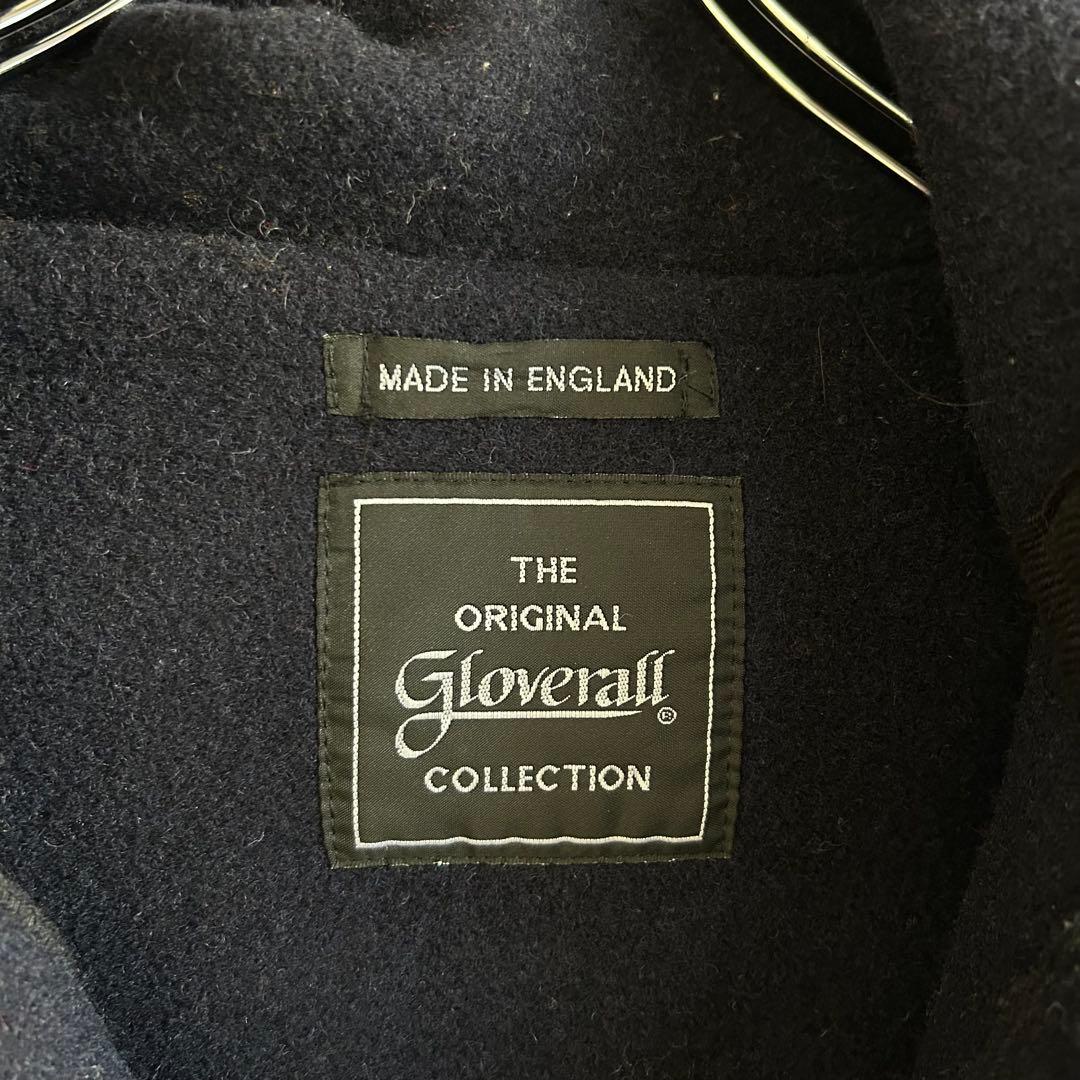 MADE IN ENGLAND
THE
ORIGINAL
Gloverall®
COLLECTION